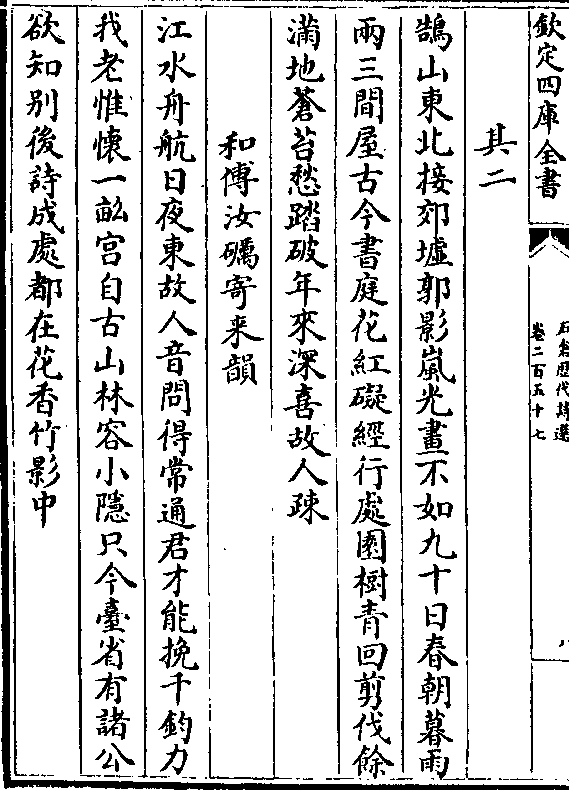 欽定四庫全書
石倉歴代詩選
卷二百五十七
八
其二
鵠山東北接郊墟郭影嵐光畫不如九十日春朝暮雨
兩三間屋古今書庭花紅礙經行處園樹青回剪伐餘
滿地蒼苔愁踏破年來深喜故人疎
和傅汝礪寄来韻
江水舟航日夜東故人音問得常通君才能挽千鈞力
我老惟懐一畝宫自古山林容小隱只今臺省有諸公
欲知别後詩成處都在花香竹影中